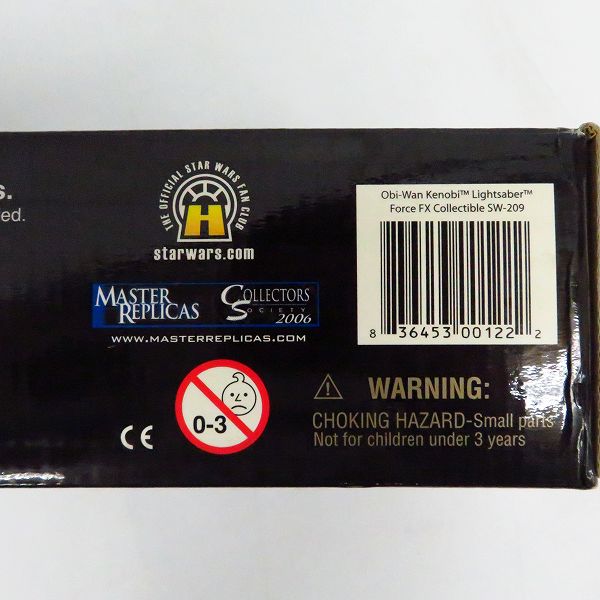 s.
ed.
THE OFFICIAL STAR WARS FAN CLUB
H
starwars.com
MASTER REPLICAS
COLLECTORS SOCIETY 2006
WWW.MASTERREPLICAS.COM
Obi-Wan Kenobi™ Lightsaber™
Force FX Collectible SW-209
8 36453 00122 2
0-3
CE
WARNING:
CHOKING HAZARD-Small parts
Not for children under 3 years